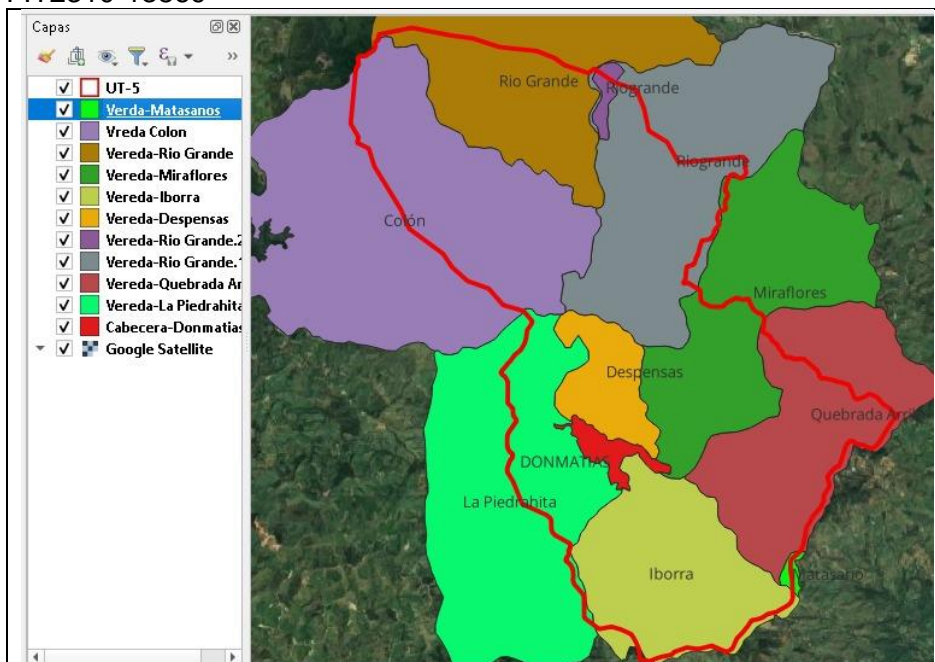 Capas
UT-5
Verda-Matasanos
Vreda Colon
Vereda-Rio Grande
Vereda-Miraflores
Vereda-Iborra
Vereda-Despensas
Vereda-Rio Grande.2
Vereda-Rio Grande.
Vereda-Quebrada Ar
Vereda-La Piedrahita
Cabecera-Donmatias
Google Satellite
Rio Grande
Riogrande
Riogrande
Colón
Miraflores
Despensas
Quebrada Arri
DONMATIAS
La Piedrahita
Iborra
Matasano